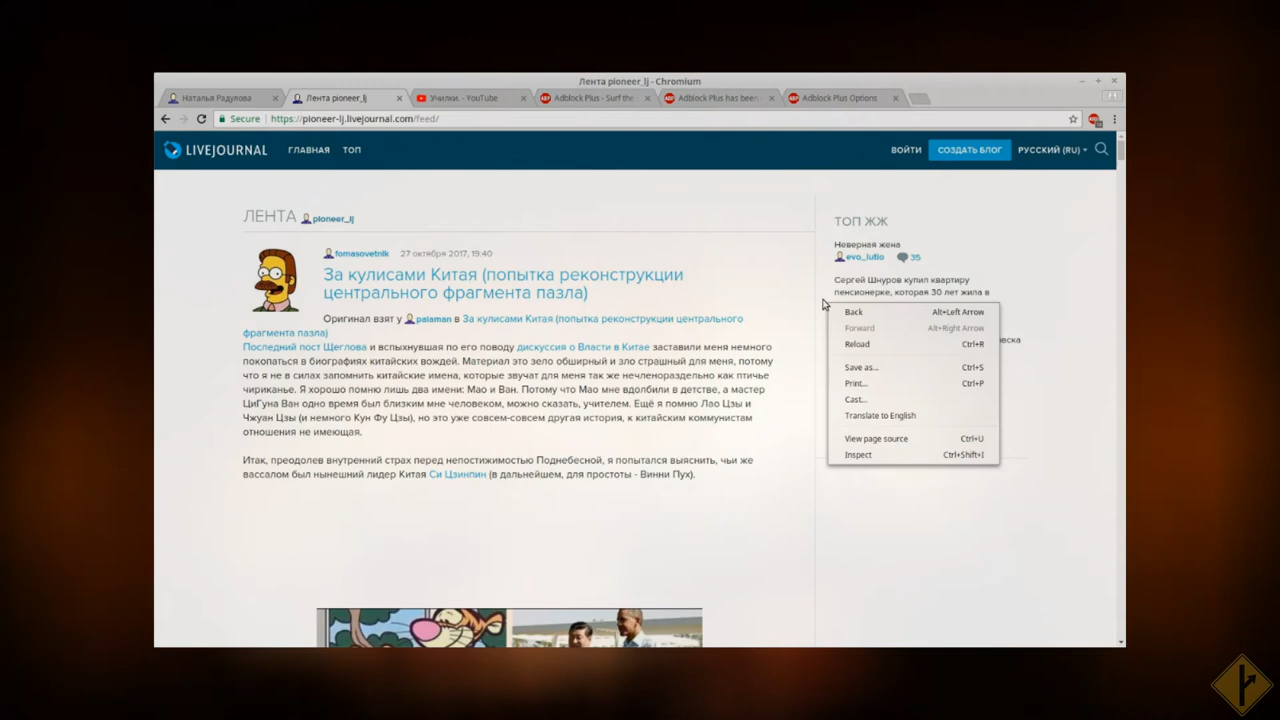 Лента pioneer_lj - Chromium
Наталья Радулова
Лента pioneer_lj
Училки. - YouTube
Adblock Plus - Surf the
Adblock Plus has been
Adblock Plus Options
Secure
https://pioneer-lj.livejournal.com/feed/
LIVEJOURNAL
ГЛАВНАЯ
ТОП
ВОЙТИ
СОЗДАТЬ БЛОГ
РУССКИЙ (RU)
ЛЕНТА pioneer_lj
fomasovetnik 27 октября 2017, 19:40
За кулисами Китая (попытка реконструкции
центрального фрагмента пазла)
Оригинал взят у palaman в За кулисами Китая (попытка реконструкции центрального
фрагмента пазла)
Последний пост Щеглова и вспыхнувшая по его поводу дискуссия о Власти в Китае заставили меня немного
покопаться в биографиях китайских вождей. Материал это зело обширный и зло страшный для меня, потому
что я не в силах запомнить китайские имена, которые звучат для меня так же нечленораздельно как птичье
чириканье. Я хорошо помню лишь два имени: Мао и Ван. Потому что Мао мне вдолбили в детстве, а мастер
ЦиГуна Ван одно время был близким мне человеком, можно сказать, учителем. Ещё я помню Лао Цзы и
Чжуан Цзы (и немного Кун Фу Цзы), но это уже совсем-совсем другая история, к китайским коммунистам
отношения не имеющая.
Итак, преодолев внутренний страх перед непостижимостью Поднебесной, я попытался выяснить, чьи же
вассалом был нынешний лидер Китая Си Цзинпин (в дальнейшем, для простоты - Винни Пух).
ТОП ЖЖ
Неверная жена
evo_lutio 35
Сергей Шнуров купил квартиру
пенсионерке, которая 30 лет жила в
Back Alt+Left Arrow
Forward Alt+Right Arrow
Reload Ctrl+R
Save as... Ctrl+S
Print... Ctrl+P
Cast...
Translate to English
View page source Ctrl+U
Inspect Ctrl+Shift+I